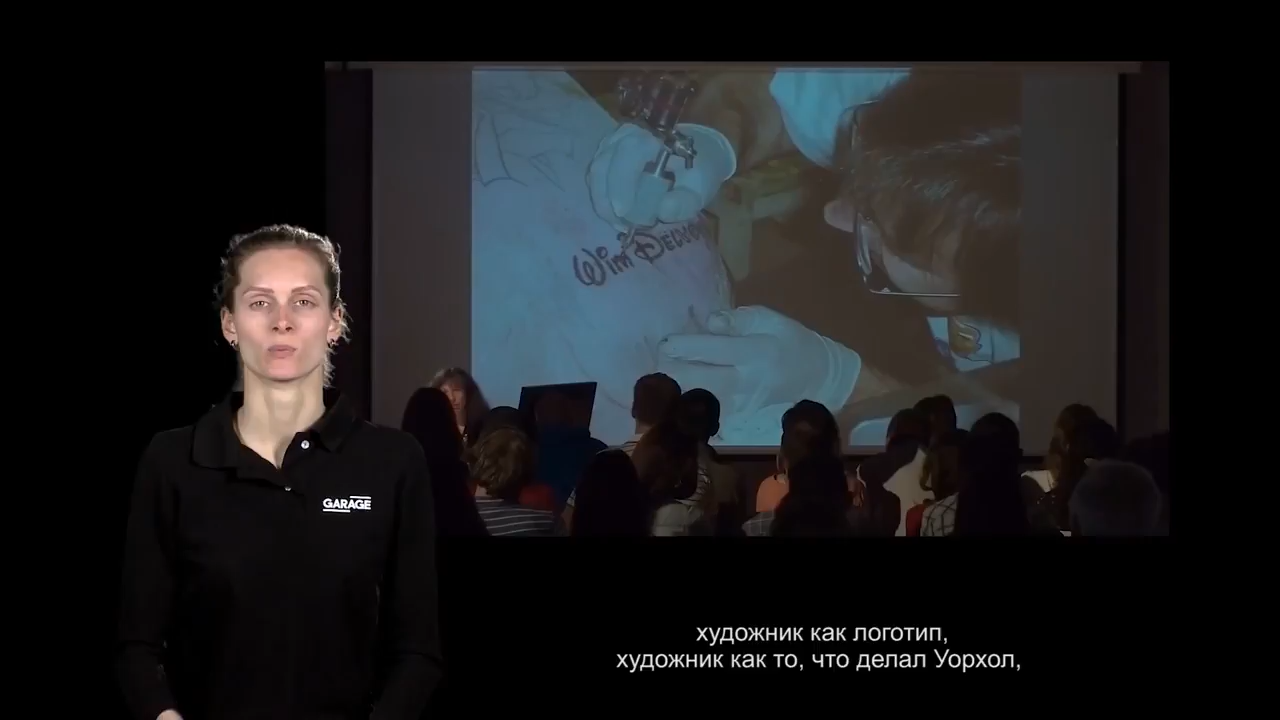 Wim Delvoye
GARAGE
художник как логотип,
художник как то, что делал Уорхол,